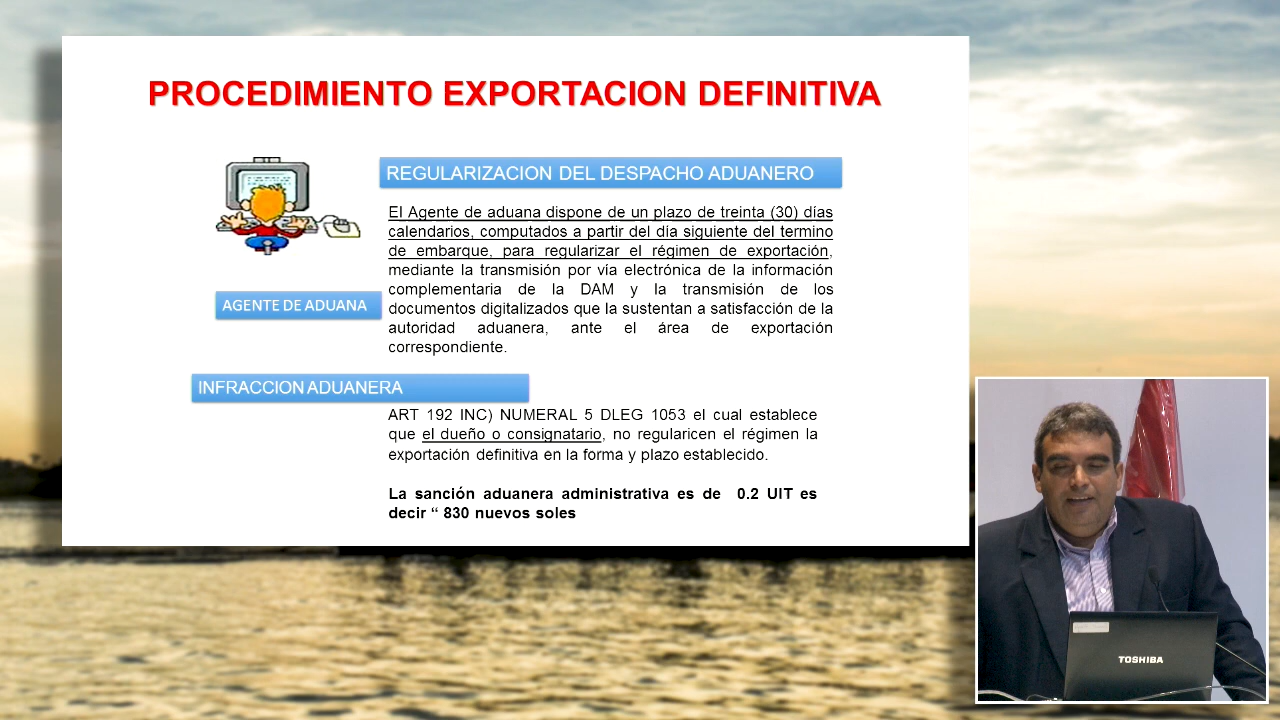 PROCEDIMIENTO EXPORTACION DEFINITIVA
REGULARIZACION DEL DESPACHO ADUANERO
El Agente de aduana dispone de un plazo de treinta (30) días
calendarios, computados a partir del día siguiente del termino
de embarque, para regularizar el régimen de exportación,
mediante la transmisión por vía electrónica de la información
complementaria de la DAM y la transmisión de los
documentos digitalizados que la sustentan a satisfacción de la
autoridad aduanera, ante el área de exportación
correspondiente.
AGENTE DE ADUANA
INFRACCION ADUANERA
ART 192 INC) NUMERAL 5 DLEG 1053 el cual establece
que el dueño o consignatario, no regularicen el régimen la
exportación definitiva en la forma y plazo establecido.
La sanción aduanera administrativa es de 0.2 UIT es
decir “ 830 nuevos soles
TOSHIBA